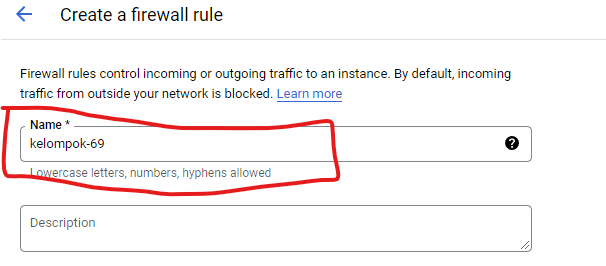 Create a firewall rule
Firewall rules control incoming or outgoing traffic to an instance. By default, incoming
traffic from outside your network is blocked. Learn more
Name *
kelompok-69
Lowercase letters, numbers, hyphens allowed
Description